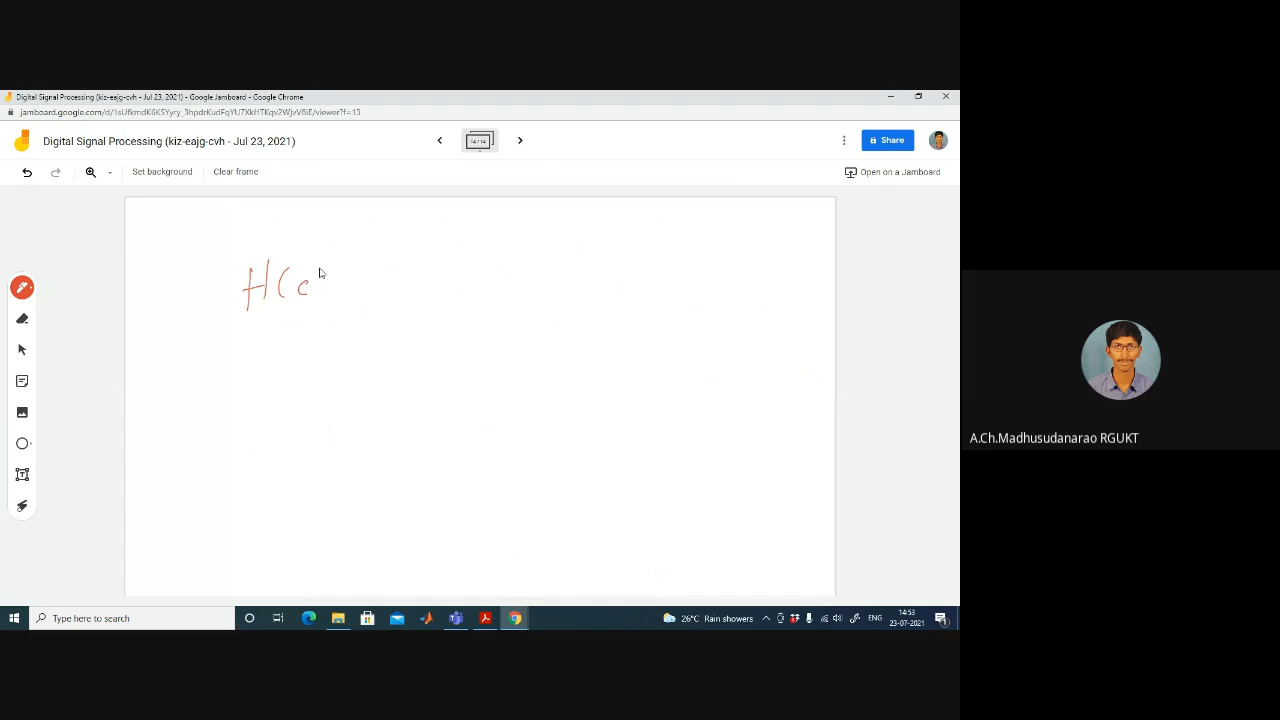 Digital Signal Processing (kiz-eajg-cvh - Jul 23, 2021) - Google Jamboard - Google Chrome
Digital Signal Processing (kiz-eajg-cvh - Jul 23, 2021)
14 / 14
Share
Set background
Clear frame
Open on a Jamboard
H(e
A.Ch.Madhusudanarao RGUKT
Type here to search
26°C Rain showers
ENG
14:53
23-07-2021